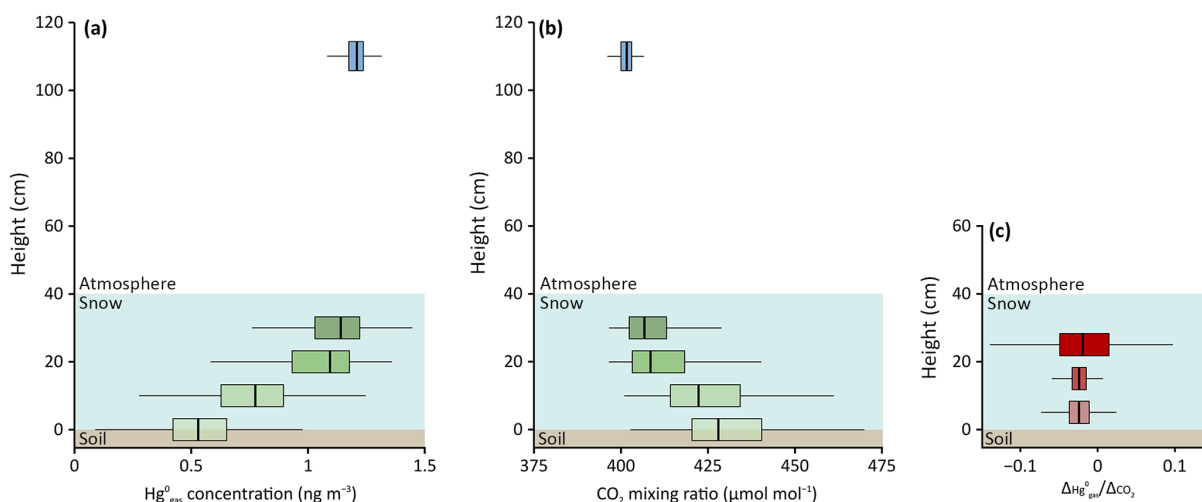 (a)
120
100
80
60
40
20
0
Height (cm)
Atmosphere
Snow
Soil
0 0.5 1 1.5
Hg⁰gas concentration (ng m⁻³)
(b)
120
100
80
60
40
20
0
Height (cm)
Atmosphere
Snow
Soil
375 400 425 450 475
CO₂ mixing ratio (μmol mol⁻¹)
(c)
60
40
20
0
Height (cm)
Atmosphere
Snow
Soil
−0.1 0 0.1
ΔHg⁰gas/ΔCO₂